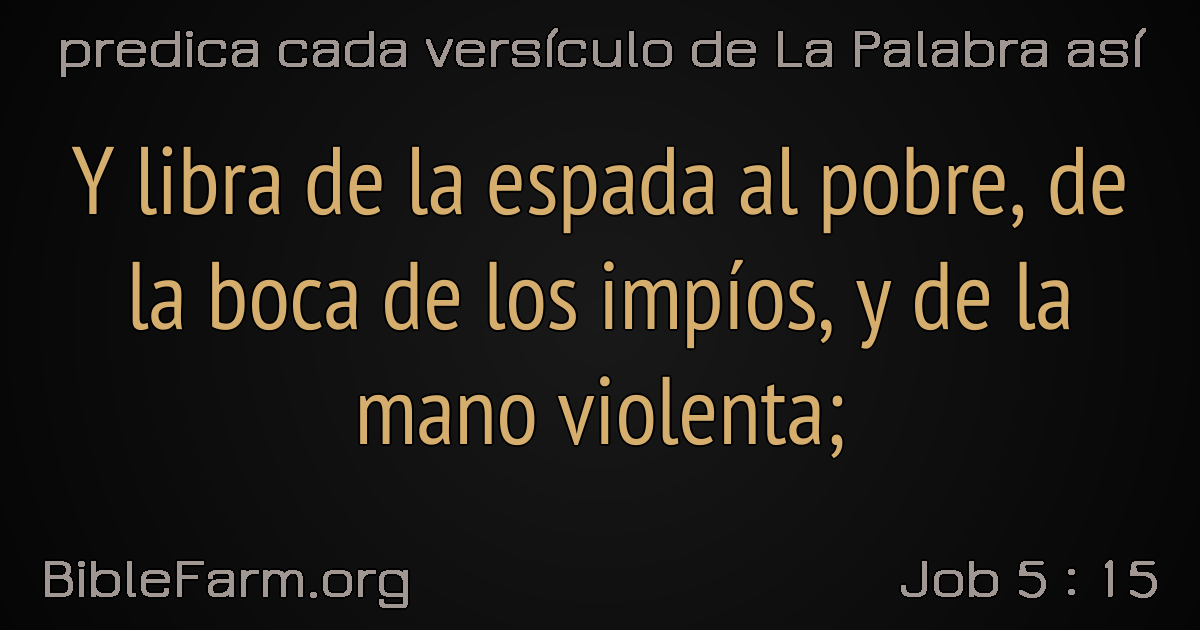 predica cada versículo de La Palabra así
Y libra de la espada al pobre, de
la boca de los impíos, y de la
mano violenta;
BibleFarm.org
Job 5 : 15